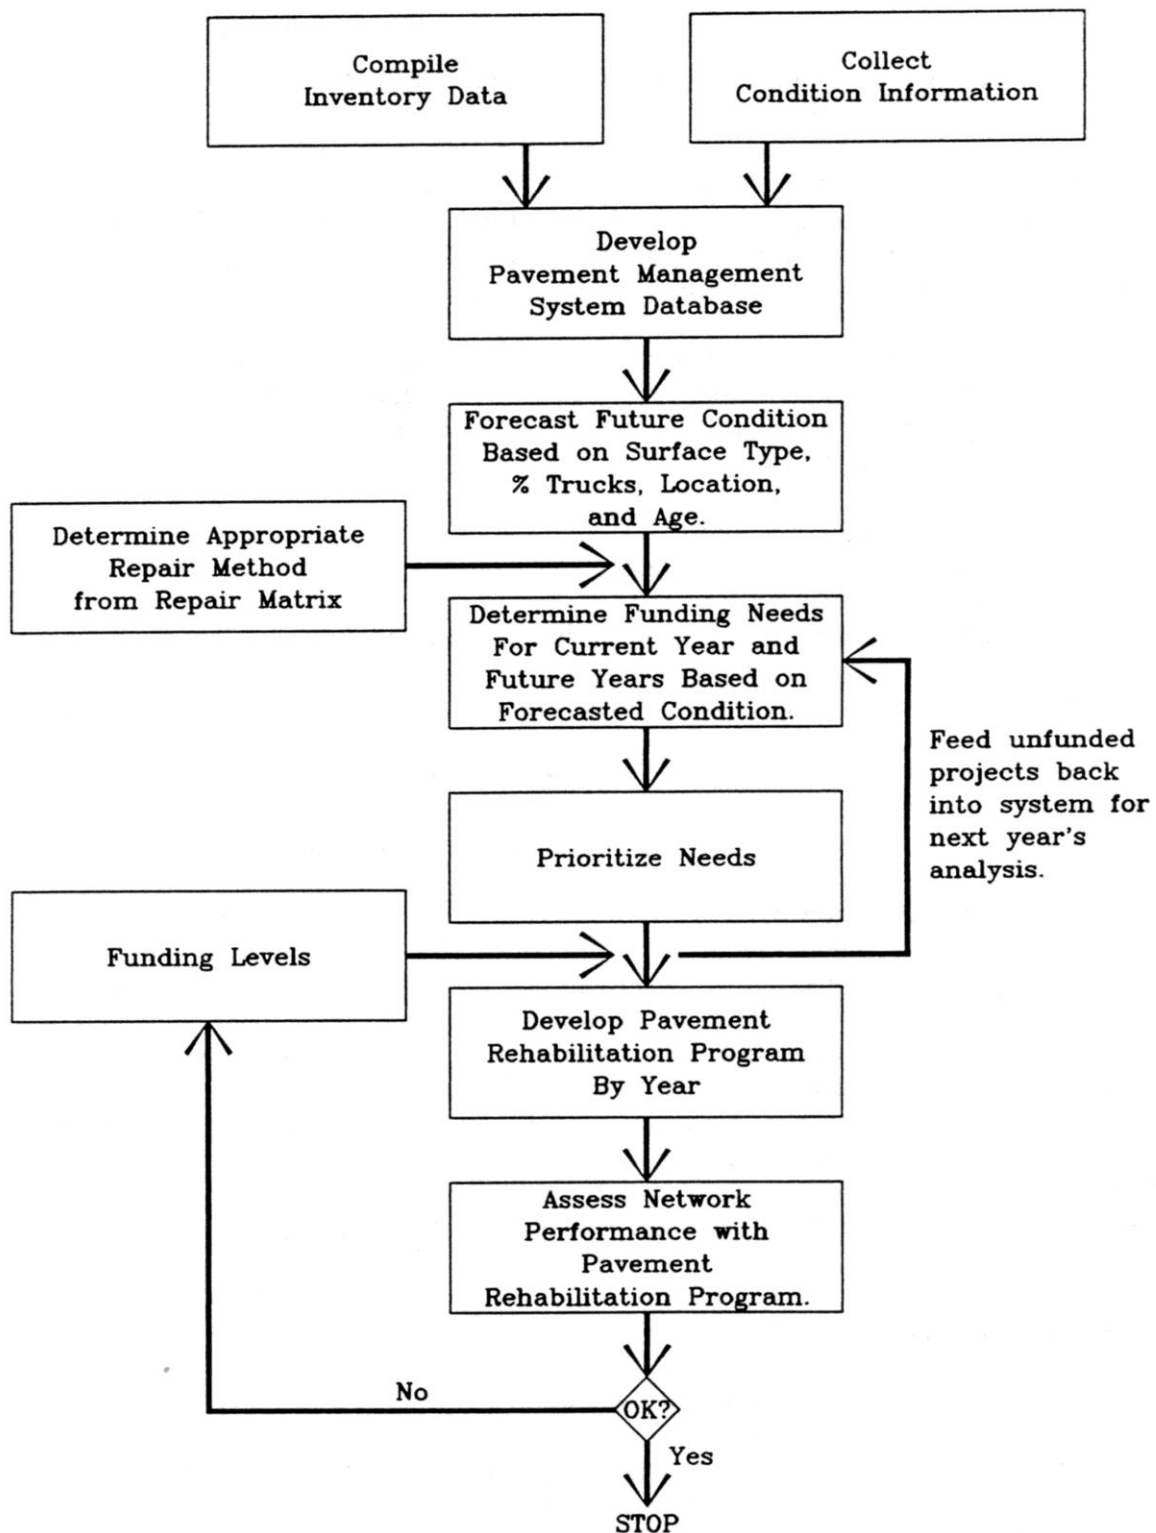 Compile
Inventory Data
Collect
Condition Information
Develop
Pavement Management
System Database
Forecast Future Condition
Based on Surface Type,
% Trucks, Location,
and Age.
Determine Appropriate
Repair Method
from Repair Matrix
Determine Funding Needs
For Current Year and
Future Years Based on
Forecasted Condition.
Feed unfunded
projects back
into system for
next year's
analysis.
Prioritize Needs
Funding Levels
Develop Pavement
Rehabilitation Program
By Year
Assess Network
Performance with
Pavement
Rehabilitation Program.
No
OK?
Yes
STOP